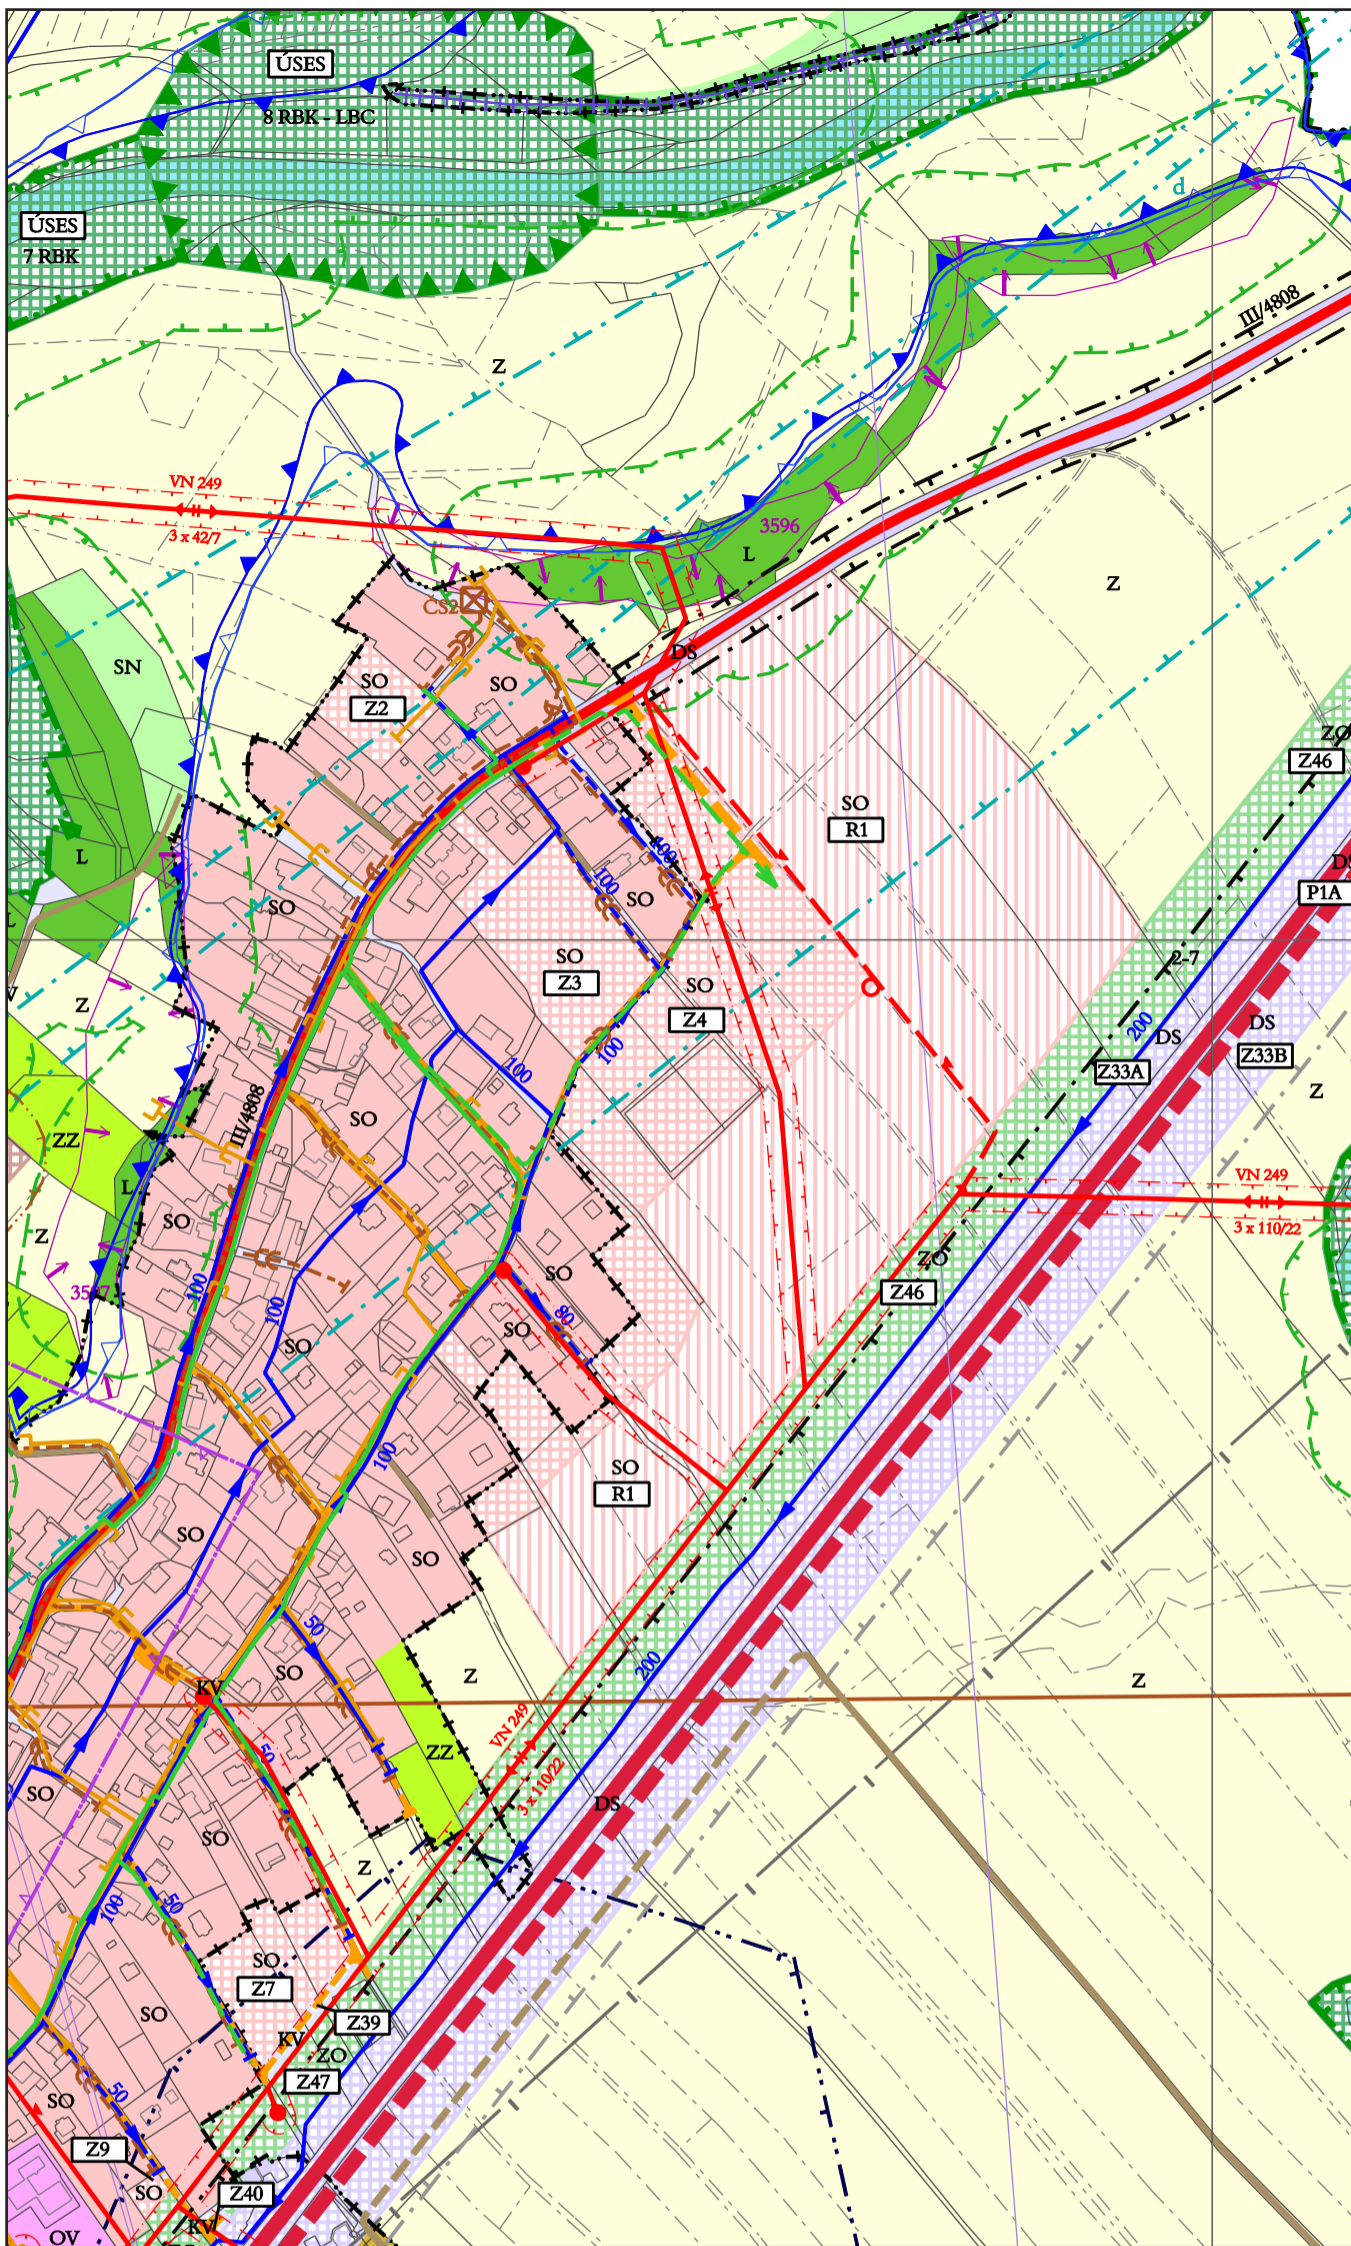 ÚSES
8 RBK - LBC
d
ÚSES
7 RBK
III/4808
Z
VN 249
3 x 42/7
3596
L
Z
ČS2
DS
SN
SO
Z2
SO
ZO
Z46
SO
R1
L
100
100
SO
SO
DS
P1A
L
SO
Z3
2-7
SO
Z4
Z
200
DS
DS
Z33B
Z33A
100
100
Z
III/4808
SO
ZZ
L
VN 249
3 x 110/22
SO
Z
ZO
Z46
SO
100
80
100
SO
SO
100
SO
R1
SO
SO
50
200
SO
Z
Z
KV
VN 249
50
ZZ
3 x 110/22
SO
DS
SO
Z
50
100
SO
Z7
SO
Z39
KV
ZO
Z47
50
SO
Z9
SO
Z40
KV
OV